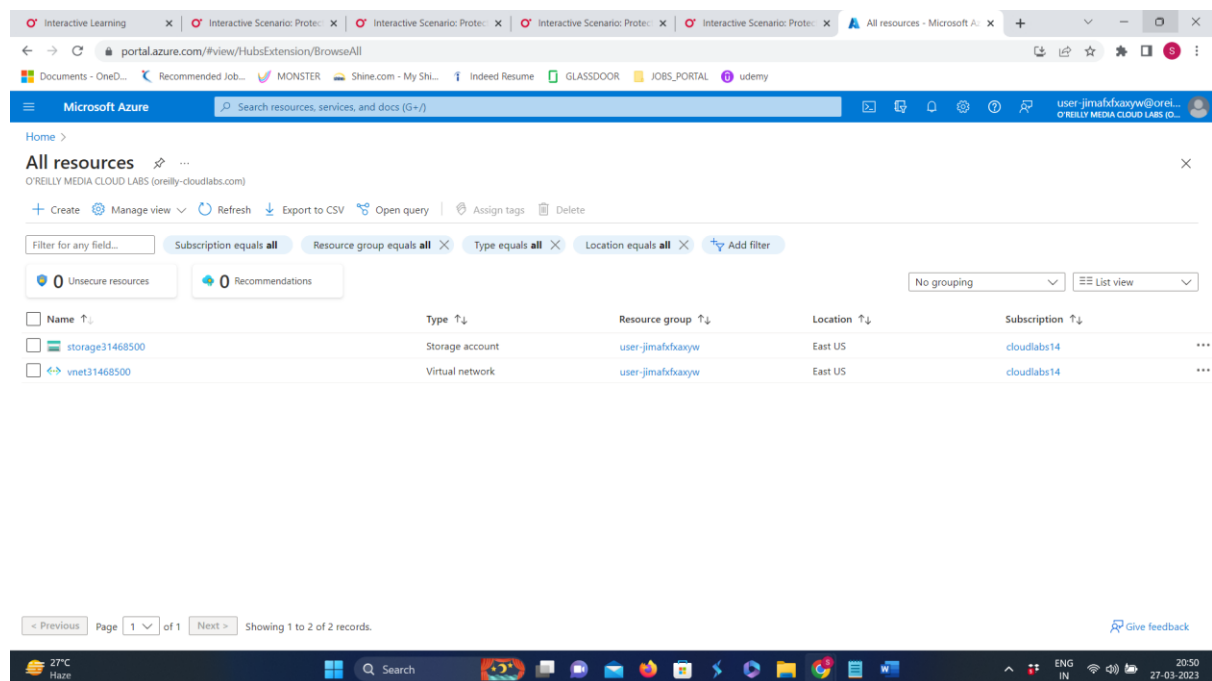 Interactive Learning
Interactive Scenario: Protec
Interactive Scenario: Protec
Interactive Scenario: Protec
Interactive Scenario: Protec
All resources - Microsoft A
portal.azure.com/#view/HubsExtension/BrowseAll
S
Documents - OneD...
Recommended Job...
MONSTER
Shine.com - My Shi...
Indeed Resume
GLASSDOOR
JOBS_PORTAL
udemy
Microsoft Azure
Search resources, services, and docs (G+/)
user-jimafxfxaxyw@orei...
O'REILLY MEDIA CLOUD LABS (O...
Home >
All resources
...
O'REILLY MEDIA CLOUD LABS (oreilly-cloudlabs.com)
+ Create
Manage view
Refresh
Export to CSV
Open query
Assign tags
Delete
Filter for any field...
Subscription equals all
Resource group equals all
Type equals all
Location equals all
Add filter
0 Unsecure resources
0 Recommendations
No grouping
List view
Name
Type
Resource group
Location
Subscription
storage31468500
Storage account
user-jimafxfxaxyw
East US
cloudlabs14
vnet31468500
Virtual network
user-jimafxfxaxyw
East US
cloudlabs14
< Previous
Page
1
of 1
Next >
Showing 1 to 2 of 2 records.
Give feedback
27°C
Haze
Search
ENG
IN
20:50
27-03-2023